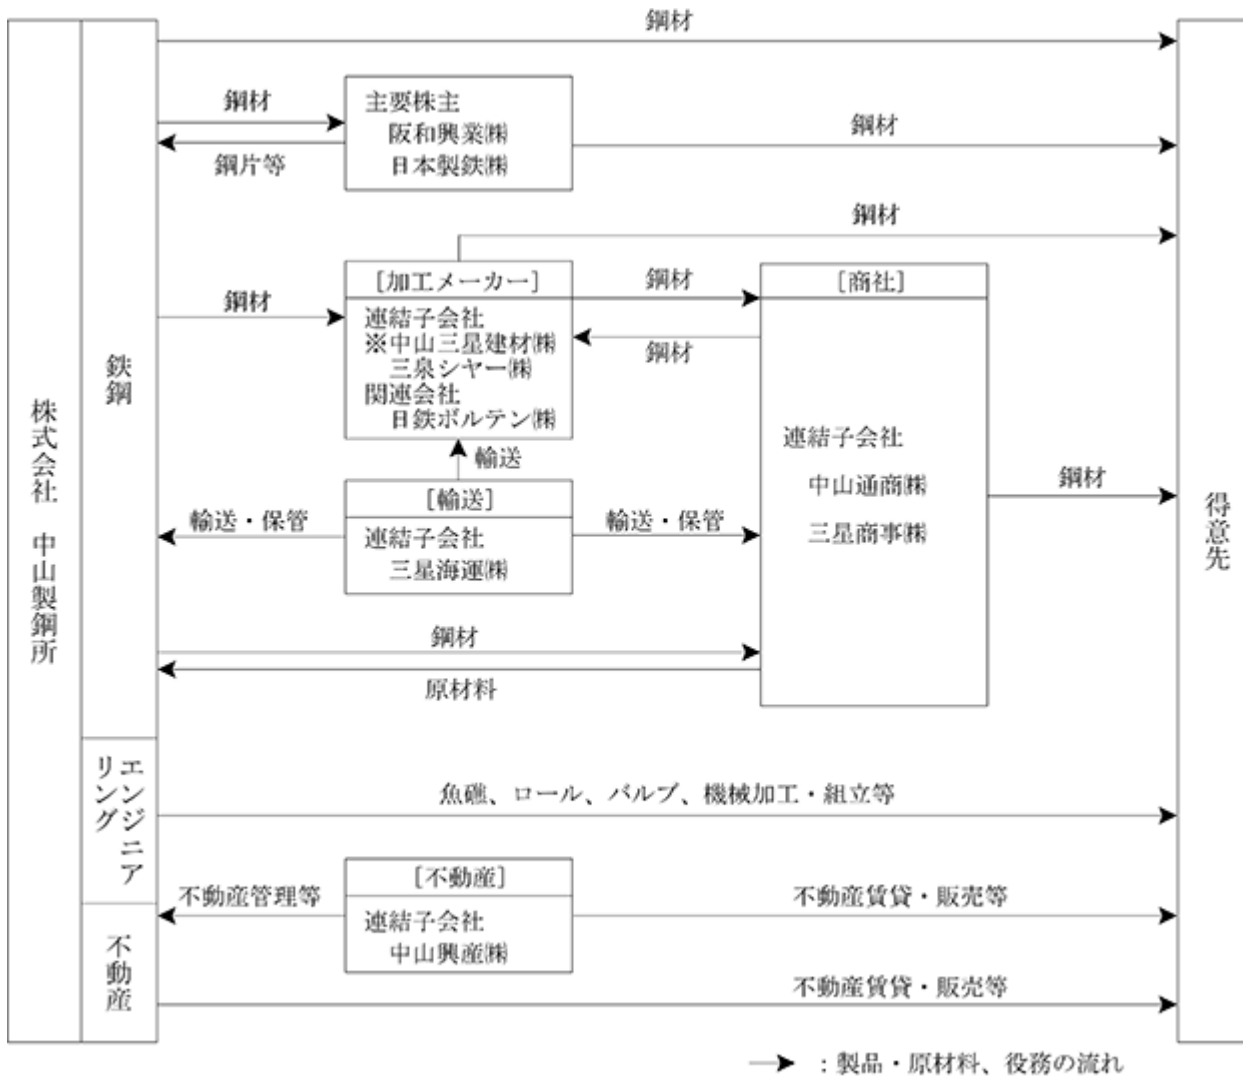 株式会社 中山製鋼所
鉄鋼
エンジニア
リング
不動産
鋼材
鋼材
鋼片等
主要株主
阪和興業㈱
日本製鉄㈱
鋼材
鋼材
鋼材
[加工メーカー]
連結子会社
※中山三星建材㈱
三泉シヤー㈱
関連会社
日鉄ボルテン㈱
鋼材
鋼材
[商社]
連結子会社
中山通商㈱
三星商事㈱
鋼材
輸送
[輸送]
連結子会社
三星海運㈱
輸送・保管
輸送・保管
鋼材
原材料
魚礁、ロール、バルブ、機械加工・組立等
[不動産]
連結子会社
中山興産㈱
不動産管理等
不動産賃貸・販売等
不動産賃貸・販売等
得意先
：製品・原材料、役務の流れ